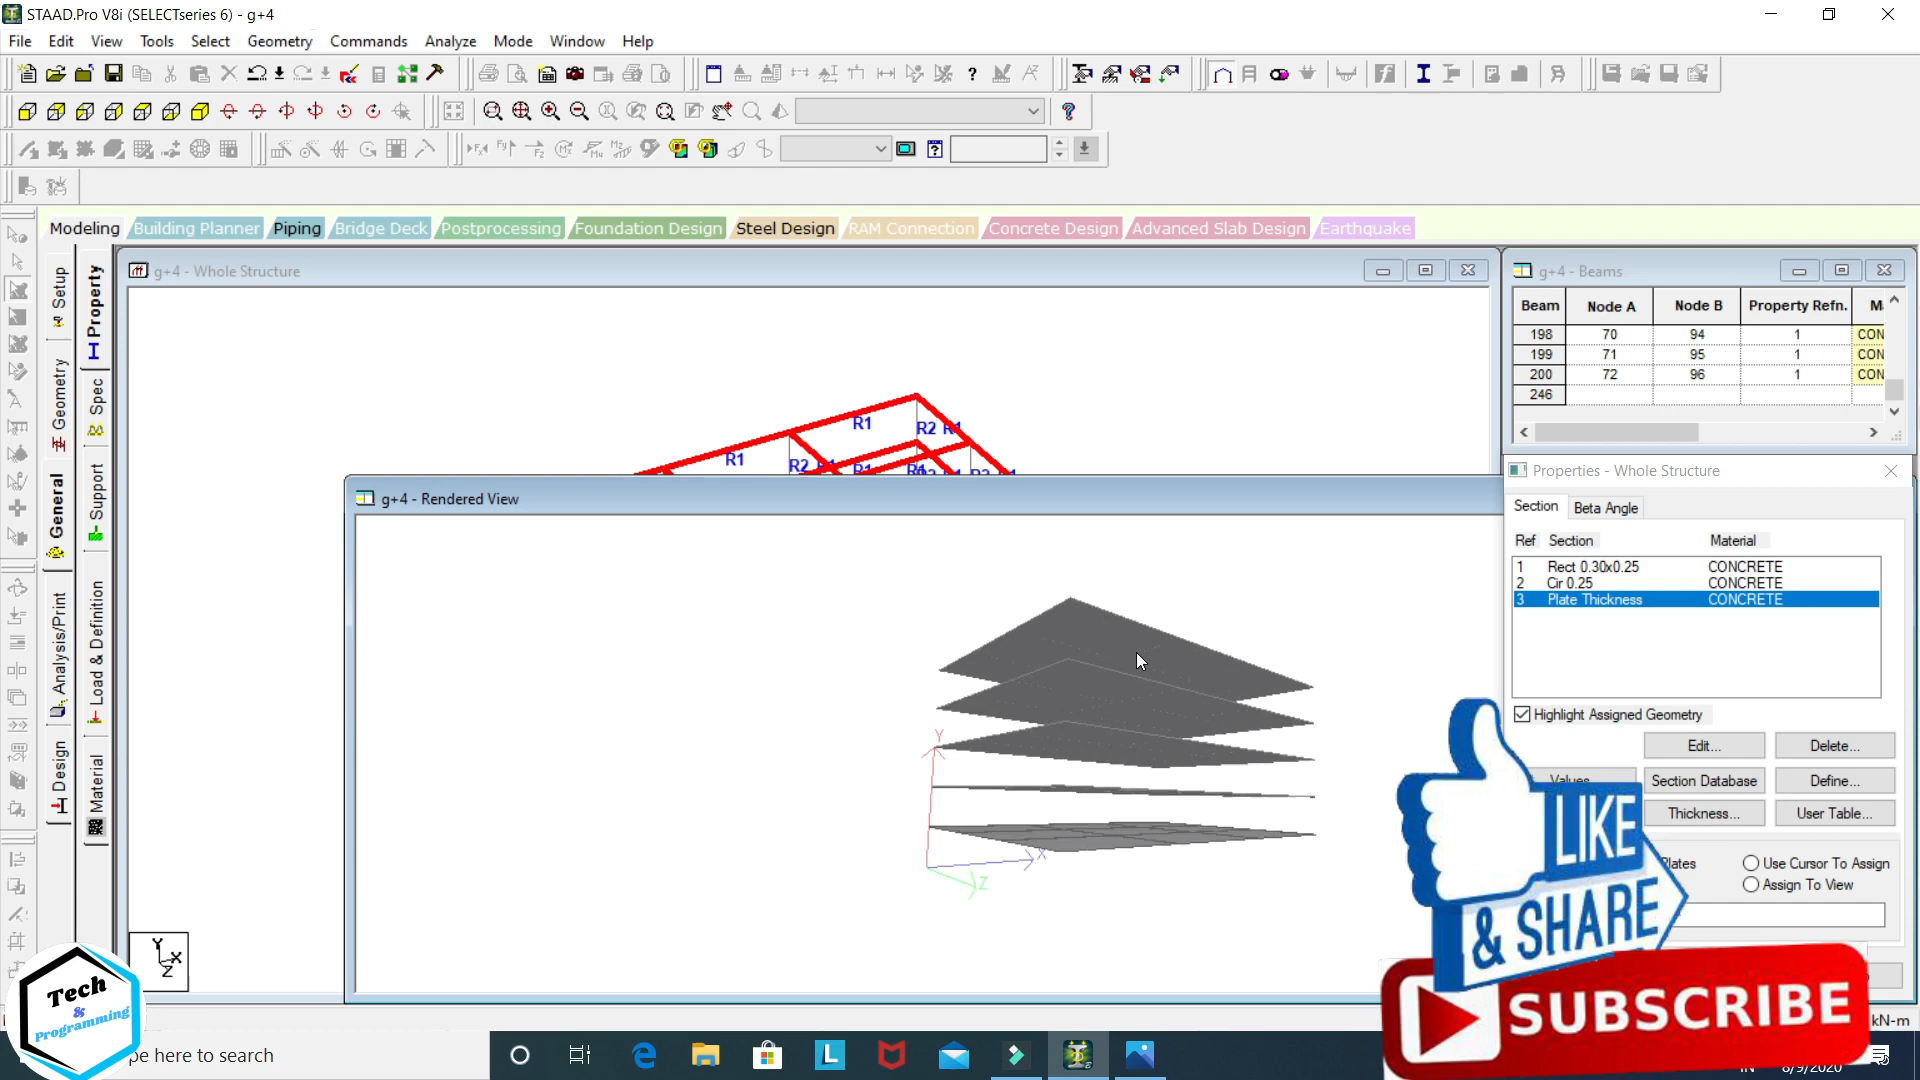 STAAD.Pro V8i (SELECTseries 6) - g+4
File Edit View Tools Select Geometry Commands Analyze Mode Window Help
Modeling Building Planner Piping Bridge Deck Postprocessing Foundation Design Steel Design RAM Connection Concrete Design Advanced Slab Design Earthquake
Setup
Geometry
General
Analysis/Print
Design
Property
Spec
Support
Load & Definition
Material
g+4 - Whole Structure
R1
R2
R1
R2
g+4 - Rendered View
Y
X
Z
Y
X
Z
g+4 - Beams
Beam Node A Node B Property Refn.
198 70 94 1 CON
199 71 95 1 CON
200 72 96 1 CON
246
Properties - Whole Structure
Section Beta Angle
Ref Section Material
1 Rect 0.30x0.25 CONCRETE
2 Cir 0.25 CONCRETE
3 Plate Thickness CONCRETE
Highlight Assigned Geometry
Edit... Delete...
Values... Section Database Define...
Thickness... User Table...
Plates
Use Cursor To Assign
Assign To View
LIKE
& SHARE
SUBSCRIBE
kN-m
Tech
&
Programming
pe here to search
IN
8/9/2020